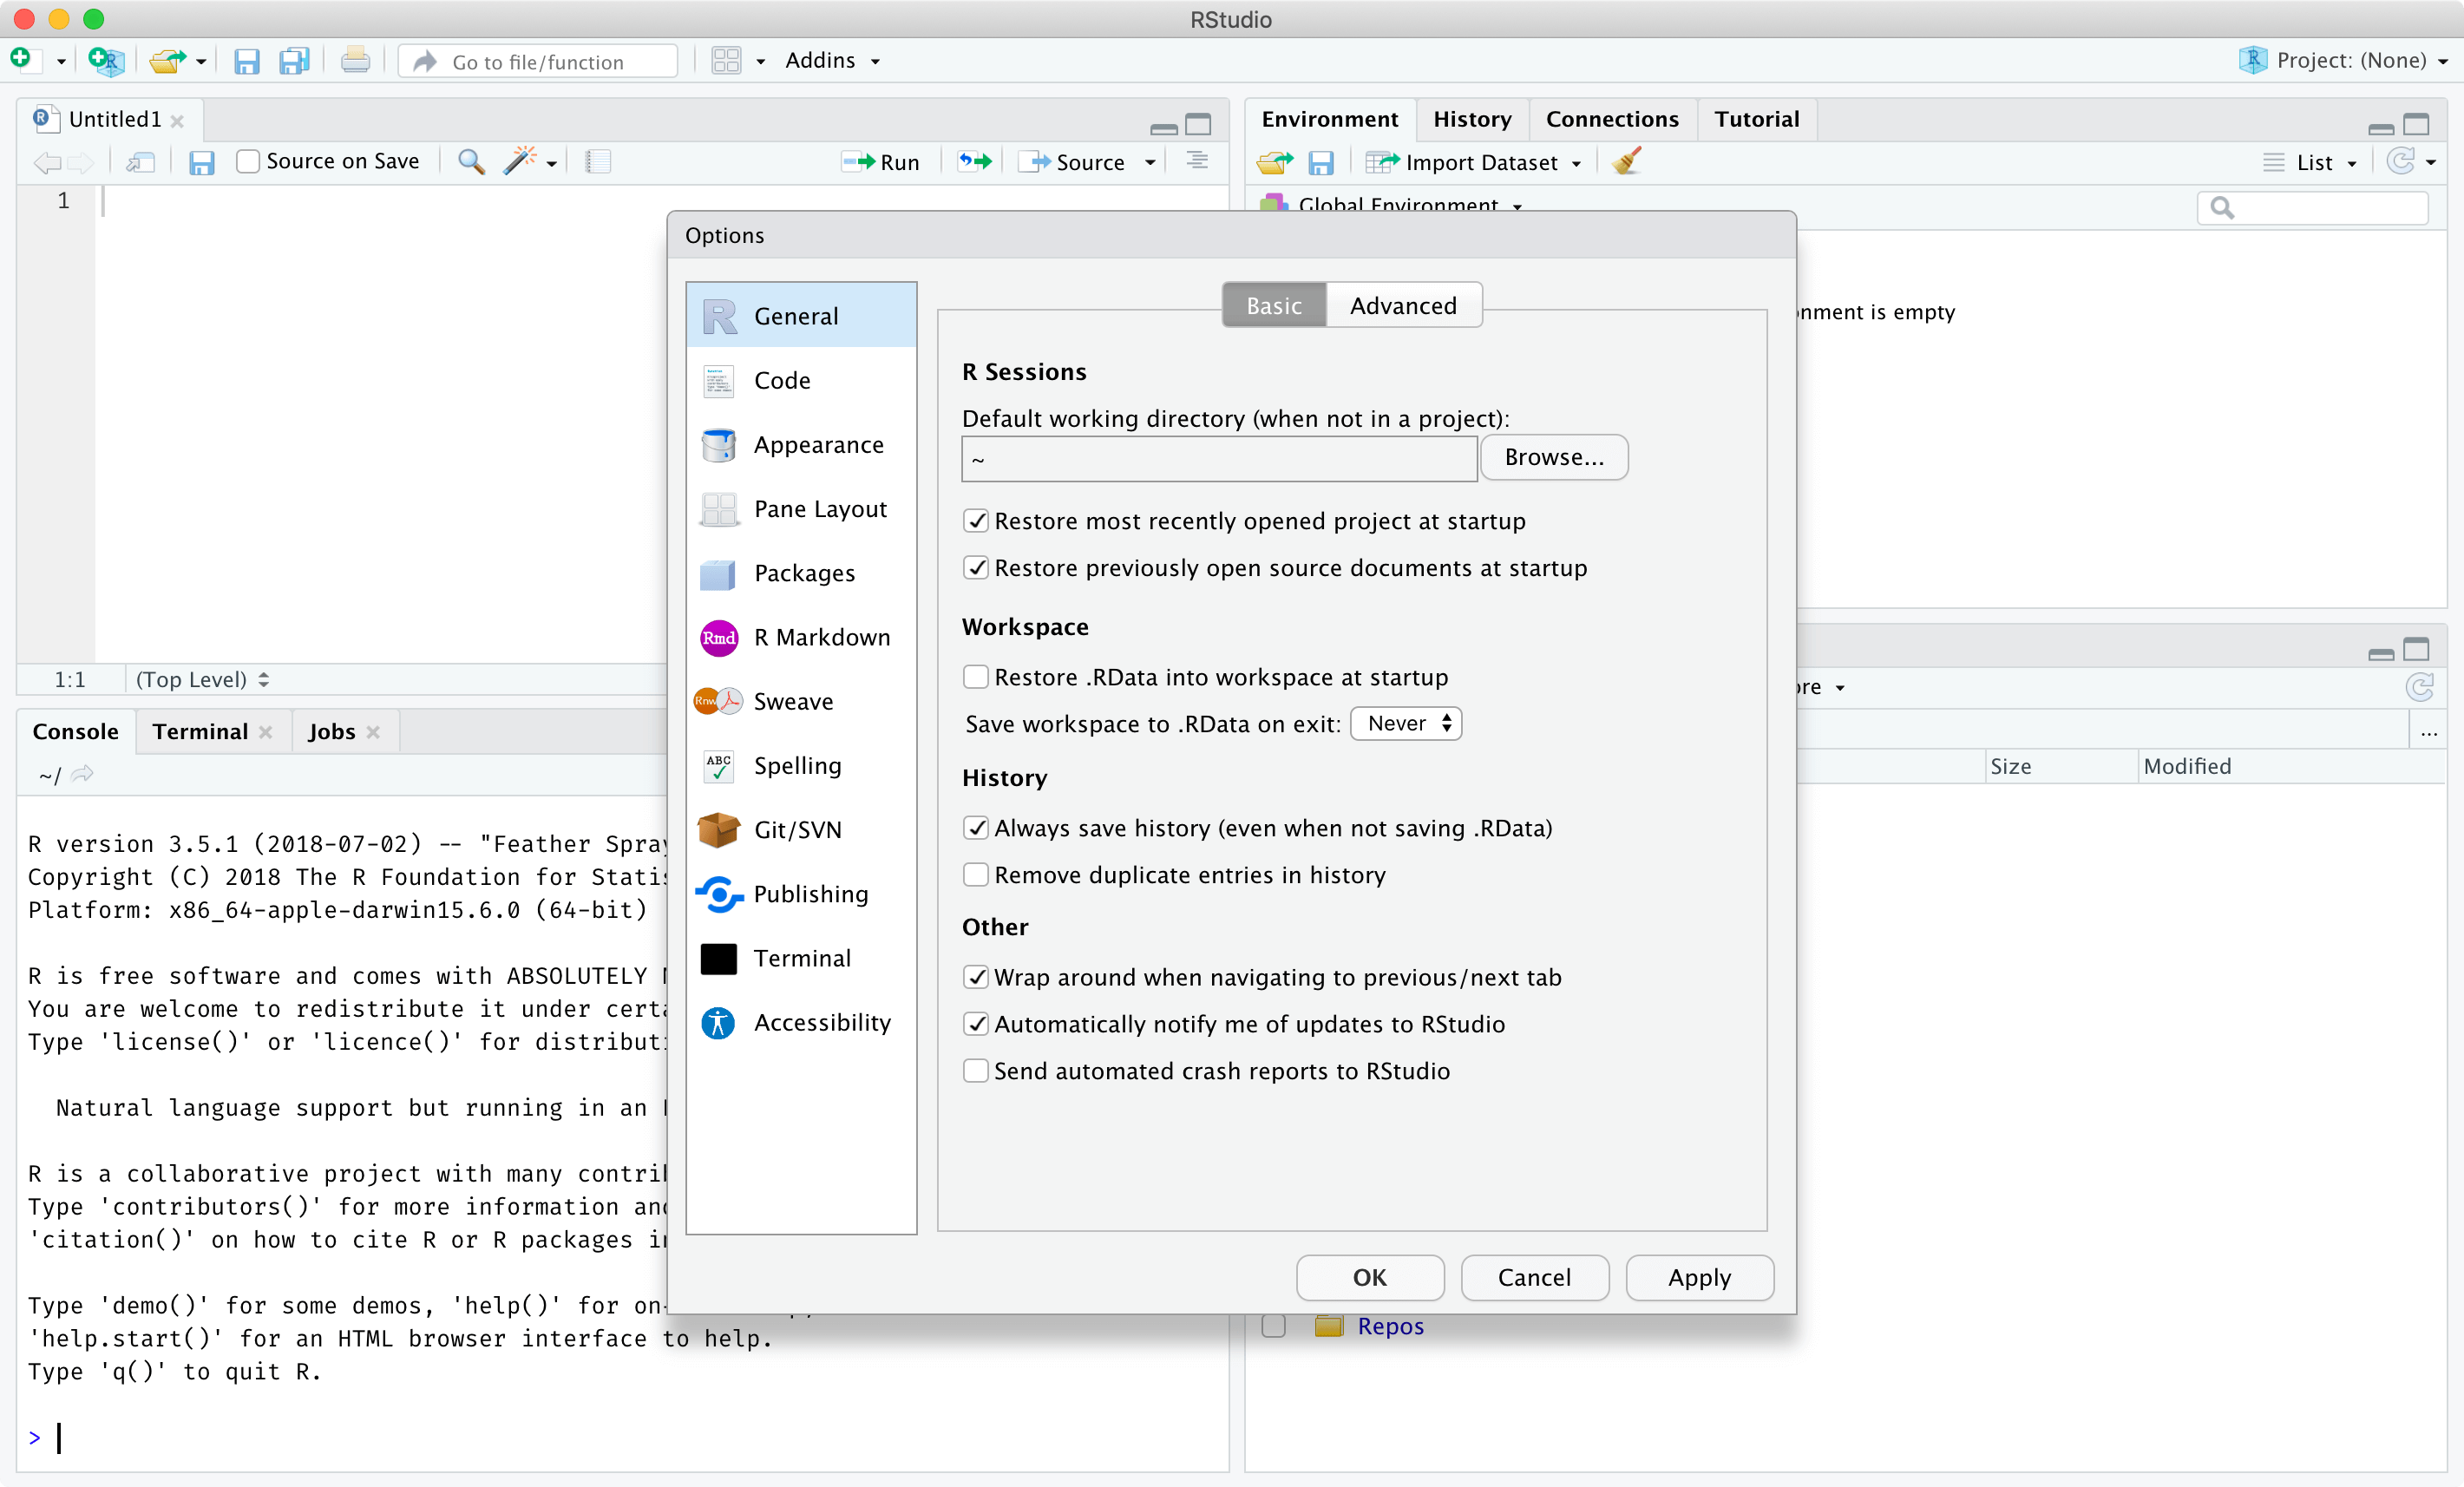 RStudio
Go to file/function
Addins
Project: (None)
Untitled1
Source on Save
Run
Source
1
1:1
(Top Level)
Console
Terminal
Jobs
~/
R version 3.5.1 (2018-07-02) -- "Feather Spray
Copyright (C) 2018 The R Foundation for
Platform: x86_64-apple-darwin15.6.0 (64-bit)
R is free software and comes with ABSOLUTELY
You are welcome to redistribute it under
Type 'license()' or 'licence()' for
Natural language support but running in an
R is a collaborative project with many
Type 'contributors()' for more information
'citation()' on how to cite R or R packages
Type 'demo()' for some demos, 'help()' for
'help.start()' for an HTML browser interface to help.
Type 'q()' to quit R.
>
Environment
History
Connections
Tutorial
Import Dataset
List
Global Environment
is empty
...
Size
Modified
Repos
Options
General
Code
Appearance
Pane Layout
Packages
Rmd
R Markdown
Rnw
Sweave
ABC
Spelling
Git/SVN
Publishing
Terminal
Accessibility
Basic
Advanced
R Sessions
Default working directory (when not in a project):
~
Browse...
Restore most recently opened project at startup
Restore previously open source documents at startup
Workspace
Restore .RData into workspace at startup
Save workspace to .RData on exit: Never
History
Always save history (even when not saving .RData)
Remove duplicate entries in history
Other
Wrap around when navigating to previous/next tab
Automatically notify me of updates to RStudio
Send automated crash reports to RStudio
OK
Cancel
Apply